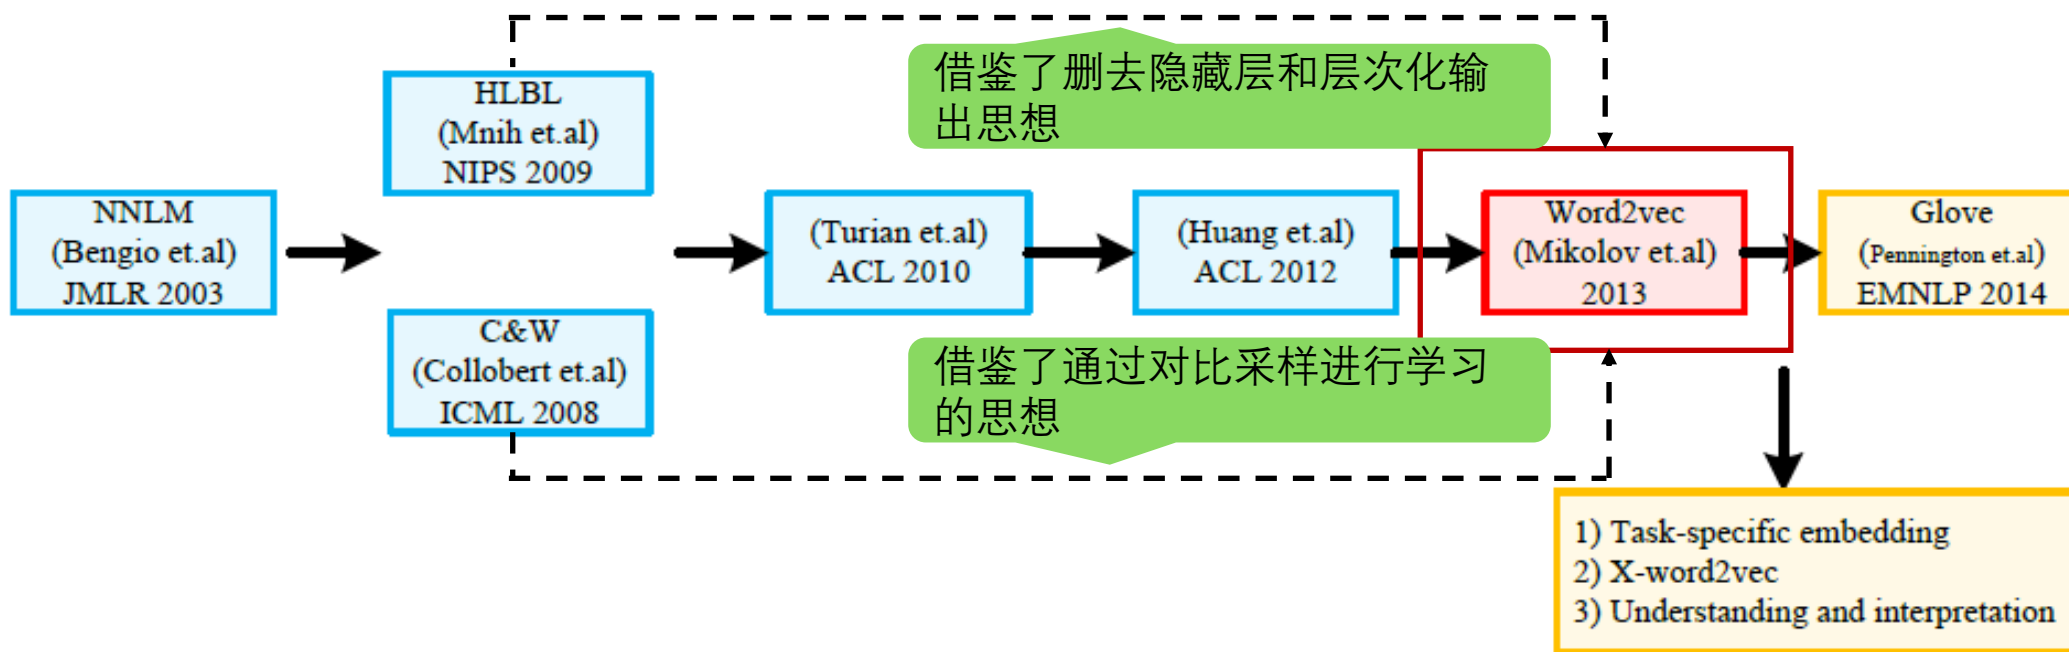 NNLM
(Bengio et.al)
JMLR 2003
HLBL
(Mnih et.al)
NIPS 2009
C&W
(Collobert et.al)
ICML 2008
借鉴了删去隐藏层和层次化输
出思想
借鉴了通过对比采样进行学习
的思想
(Turian et.al)
ACL 2010
(Huang et.al)
ACL 2012
Word2vec
(Mikolov et.al)
2013
Glove
(Pennington et.al)
EMNLP 2014
1) Task-specific embedding
2) X-word2vec
3) Understanding and interpretation